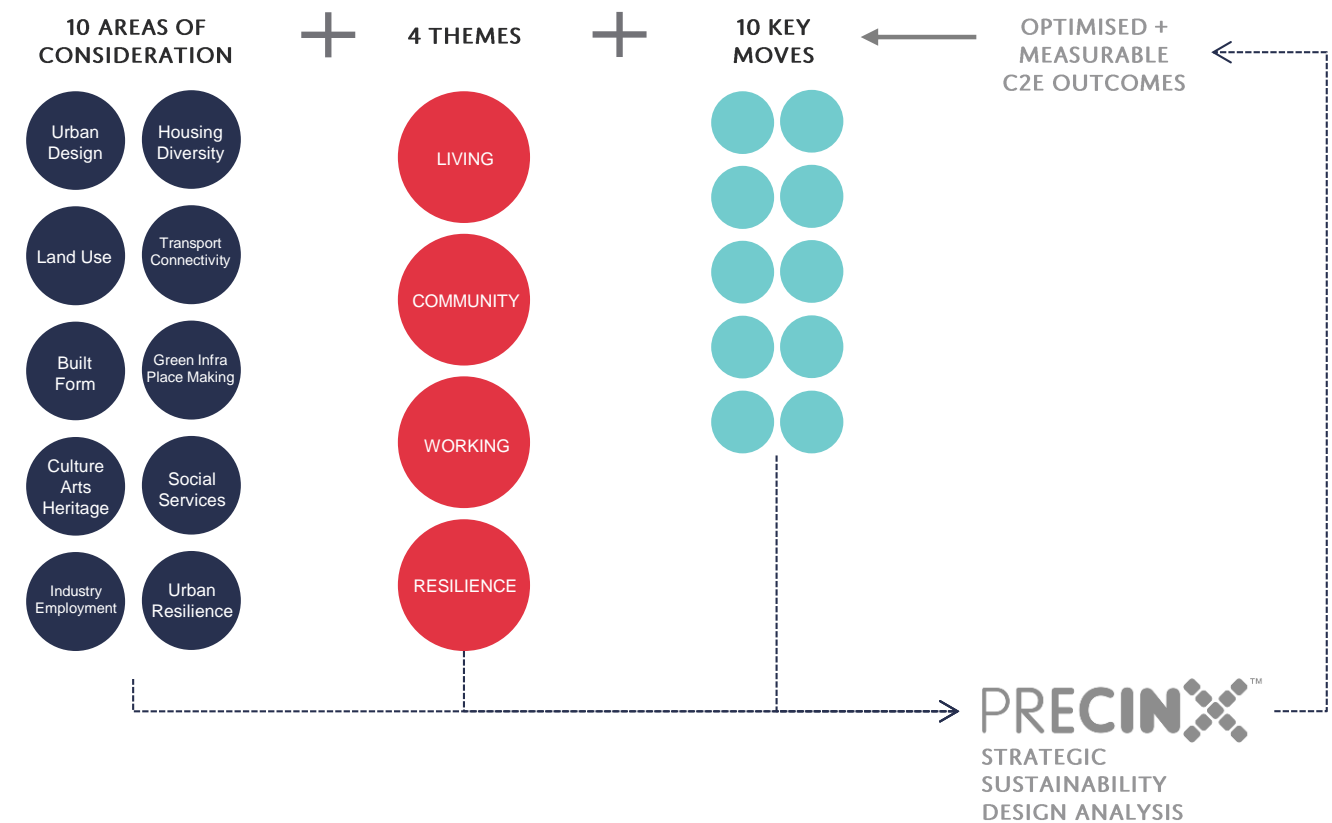 10 AREAS OF
CONSIDERATION
4 THEMES
10 KEY
MOVES
OPTIMISED +
MEASURABLE
C2E OUTCOMES
Urban
Design
Housing
Diversity
Land Use
Transport
Connectivity
Built
Form
Green Infra
Place Making
Culture
Arts
Heritage
Social
Services
Industry
Employment
Urban
Resilience
LIVING
COMMUNITY
WORKING
RESILIENCE
PRECINX™
STRATEGIC
SUSTAINABILITY
DESIGN ANALYSIS